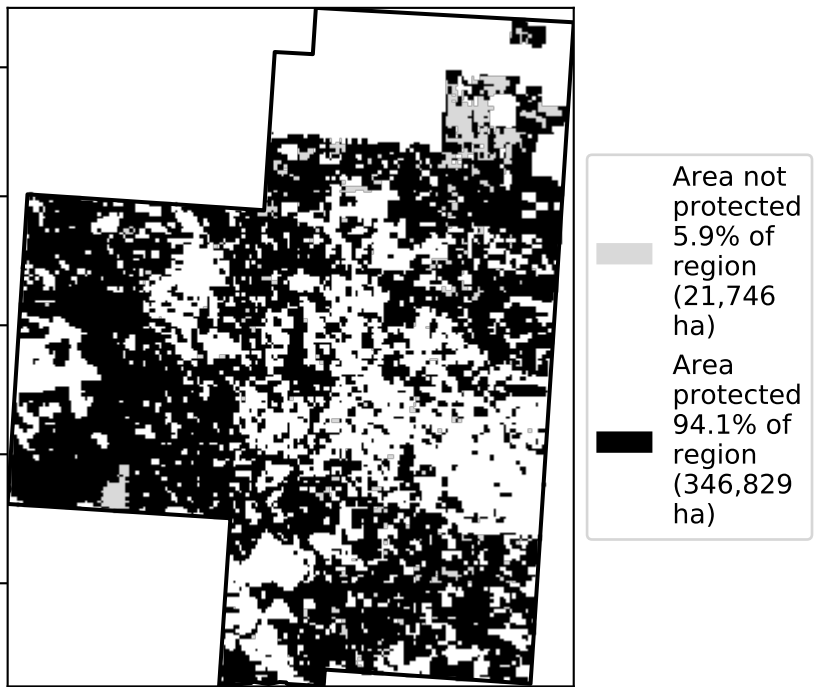 Area not
protected
5.9% of
region
(21,746
ha)
Area
protected
94.1% of
region
(346,829
ha)